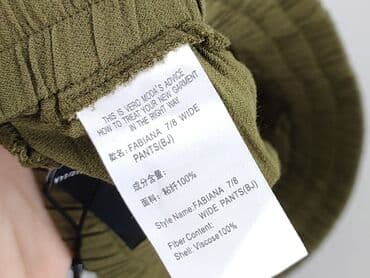 THIS IS VERO MODA'S ADVICE
HOW TO TREAT YOUR NEW GARMENT
IN THE RIGHT WAY
款名: FABIANA 7/8 WIDE
PANTS(BJ)
成分含量:
面料: 粘纤100%
Style Name: FABIANA 7/8
WIDE PANTS(BJ)
Fiber Content:
Shell: Viscose100%